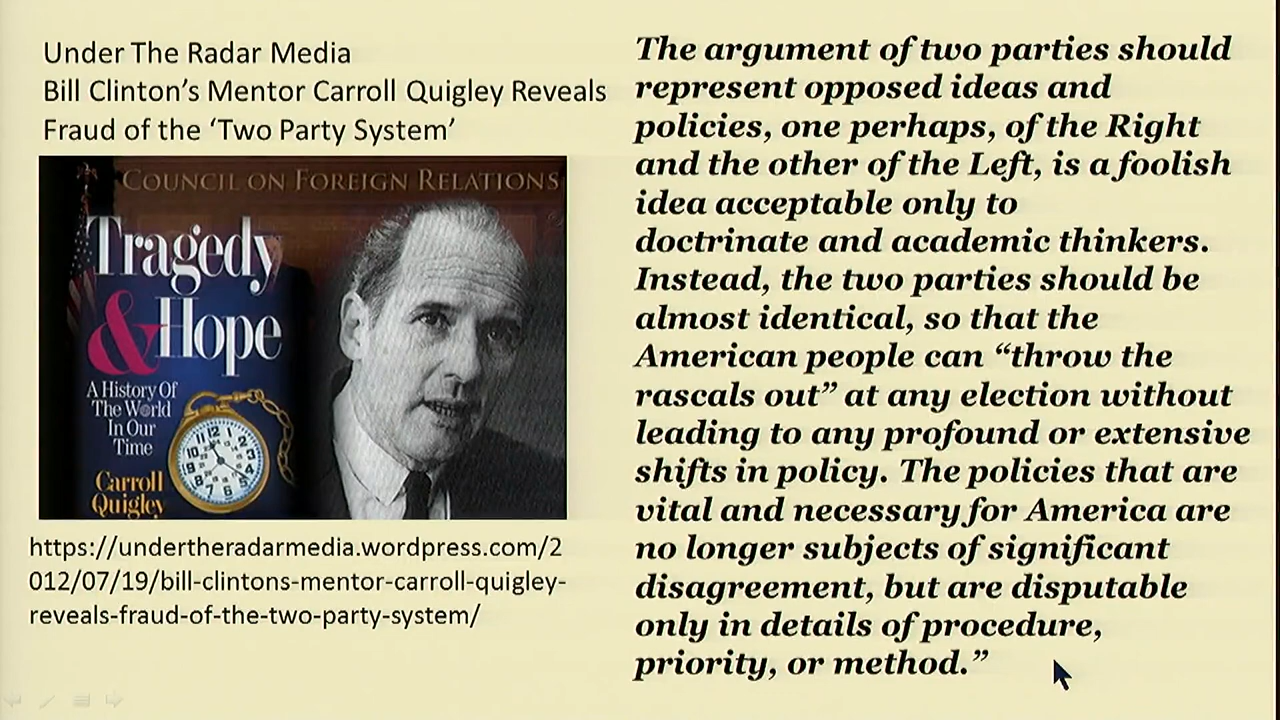 Under The Radar Media
Bill Clinton’s Mentor Carroll Quigley Reveals
Fraud of the ‘Two Party System’
COUNCIL ON FOREIGN RELATIONS
Tragedy
& Hope
A History Of
The World
In Our
Time
Carroll
Quigley
https://undertheradarmedia.wordpress.com/2
012/07/19/bill-clintons-mentor-carroll-quigley-
reveals-fraud-of-the-two-party-system/
The argument of two parties should
represent opposed ideas and
policies, one perhaps, of the Right
and the other of the Left, is a foolish
idea acceptable only to
doctrinate and academic thinkers.
Instead, the two parties should be
almost identical, so that the
American people can “throw the
rascals out” at any election without
leading to any profound or extensive
shifts in policy. The policies that are
vital and necessary for America are
no longer subjects of significant
disagreement, but are disputable
only in details of procedure,
priority, or method.”